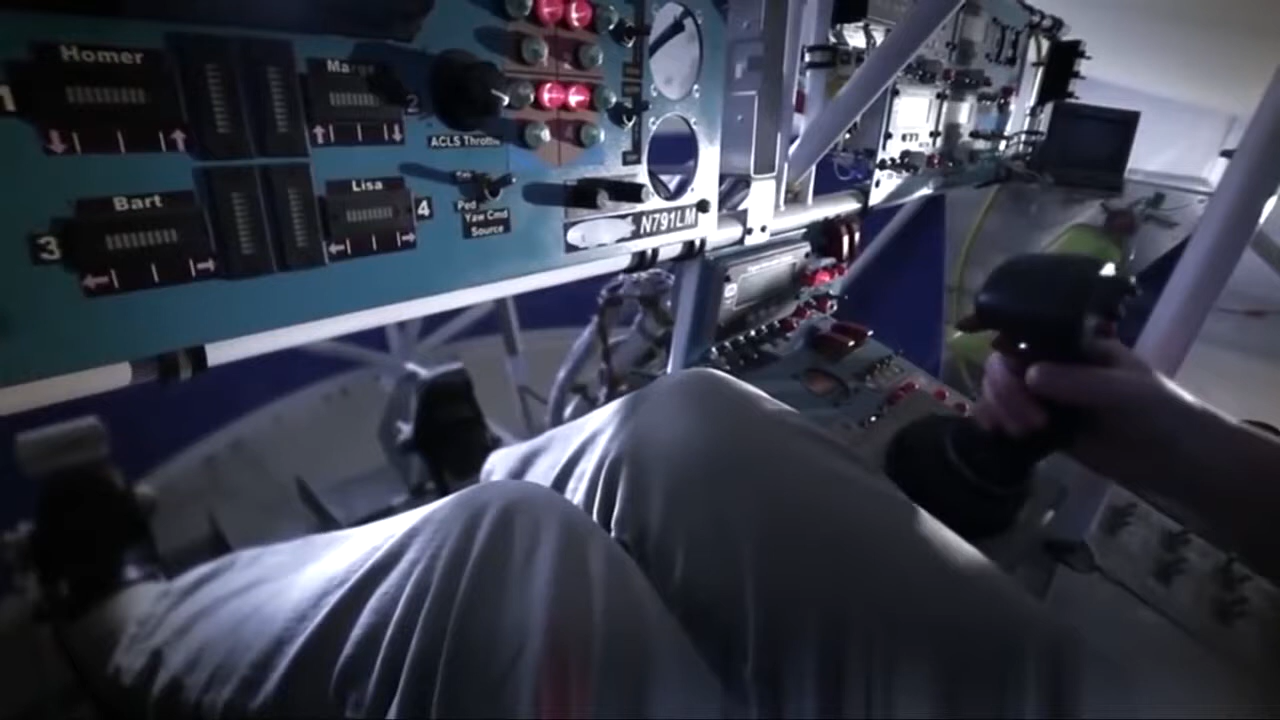 Homer
1
Marge
2
ACLS Throttle
Bart
3
Lisa
4
Ped
Yaw Cmd
Source
N791LM